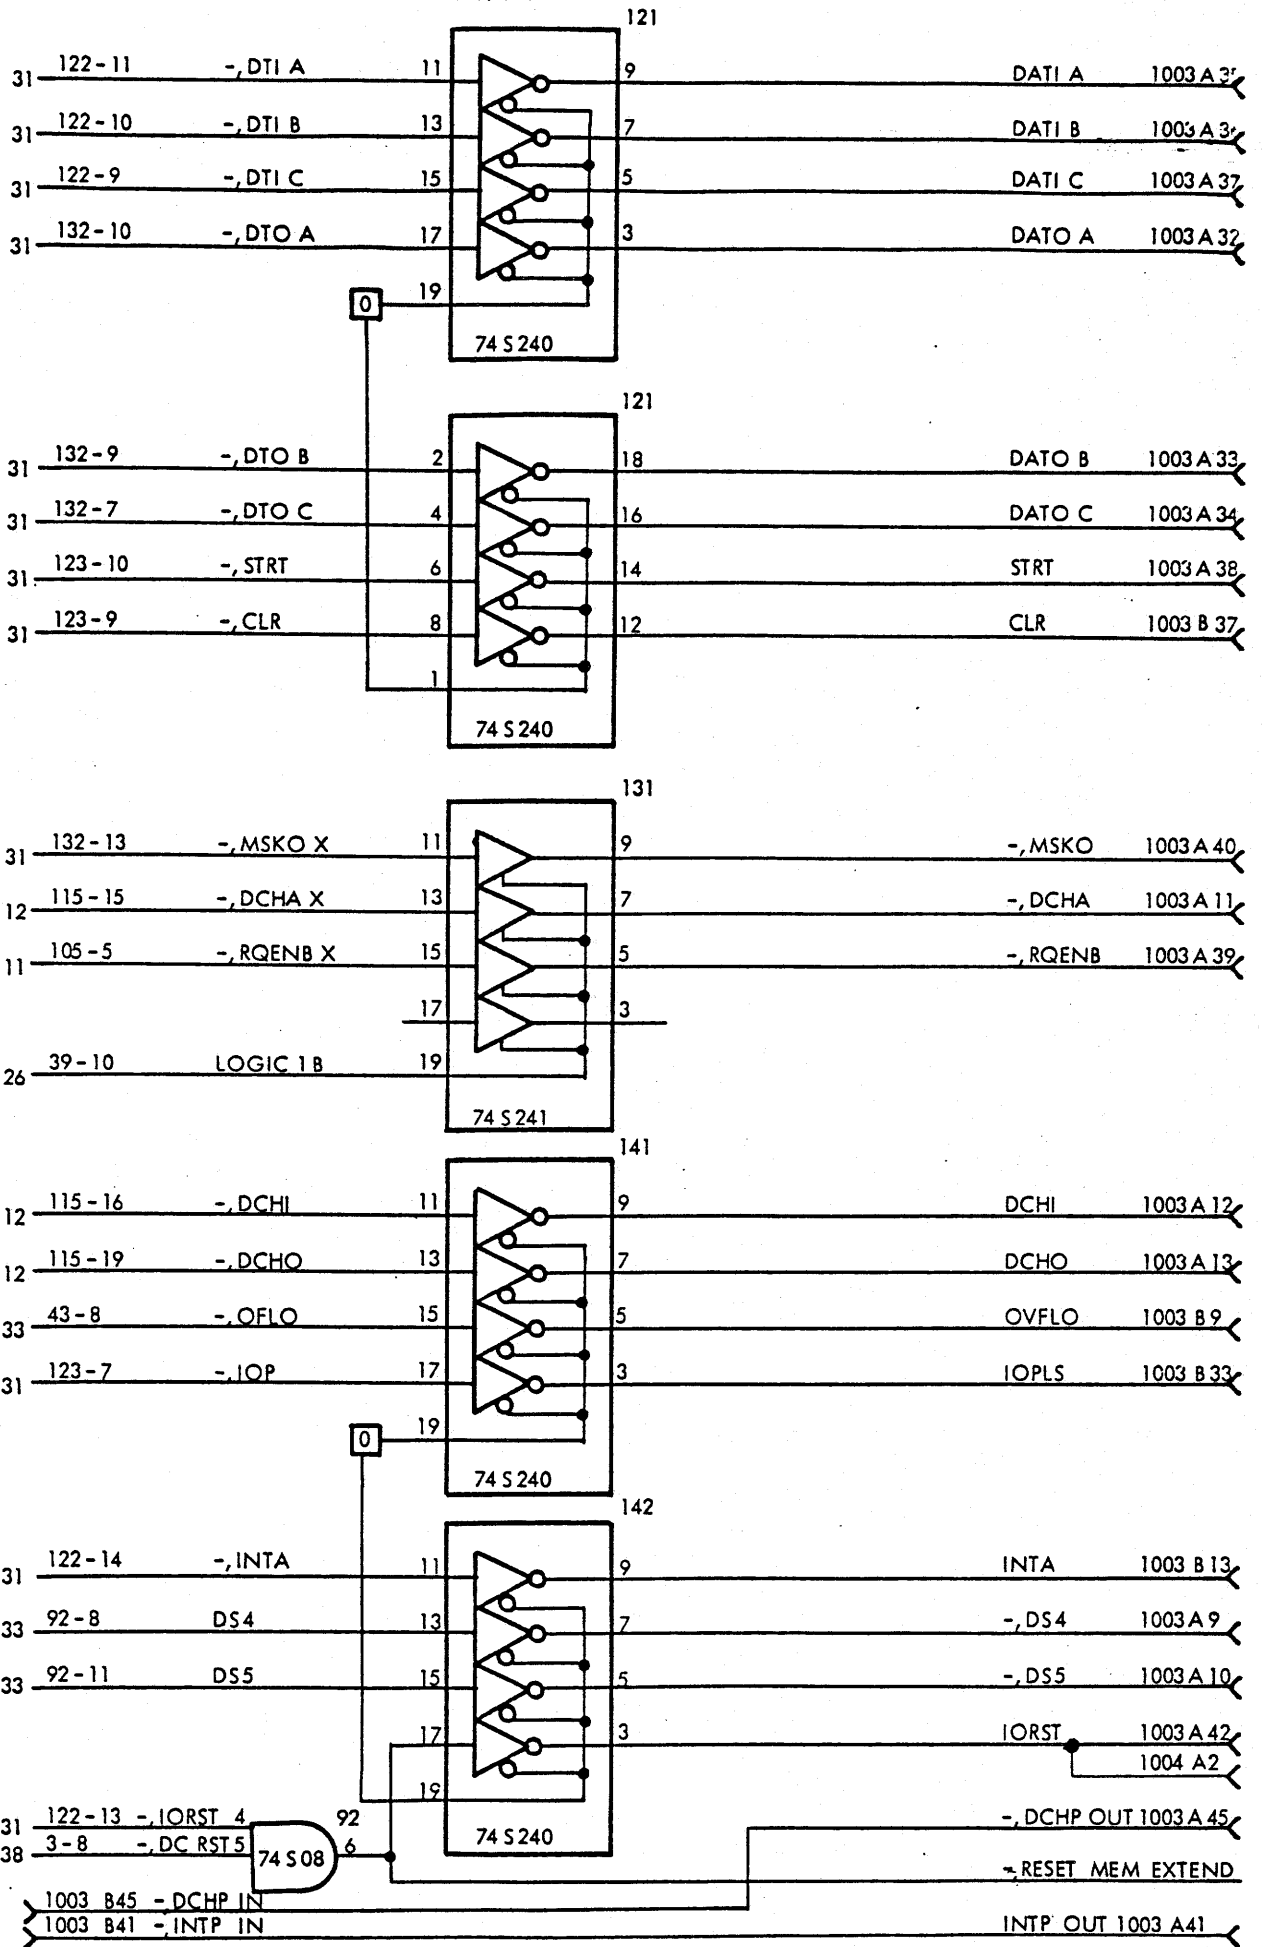 121
31 122-11 -,DTI A 11 9 DATI A 1003 A
31 122-10 -,DTI B 13 7 DATI B 1003 A
31 122-9 -,DTI C 15 5 DATI C 1003 A 37
31 132-10 -,DTO A 17 3 DATO A 1003 A 32
0 19
74 S 240
121
31 132-9 -,DTO B 2 18 DATO B 1003 A 33
31 132-7 -,DTO C 4 16 DATO C 1003 A 34
31 123-10 -,STRT 6 14 STRT 1003 A 38
31 123-9 -,CLR 8 12 CLR 1003 B 37
1
74 S 240
131
31 132-13 -,MSKO X 11 9 -,MSKO 1003 A 40
12 115-15 -,DCHA X 13 7 -,DCHA 1003 A 11
11 105-5 -,RQENB X 15 5 -,RQENB 1003 A 39
17 3
26 39-10 LOGIC 1 B 19
74 S 241
141
12 115-16 -,DCHI 11 9 DCHI 1003 A 12
12 115-19 -,DCHO 13 7 DCHO 1003 A 13
33 43-8 -,OFLO 15 5 OVFLO 1003 B 9
31 123-7 -,IOP 17 3 IOPLS 1003 B 33
0 19
74 S 240
142
31 122-14 -,INTA 11 9 INTA 1003 B 13
33 92-8 DS4 13 7 -,DS4 1003 A 9
33 92-11 DS5 15 5 -,DS5 1003 A 10
17 3 IORST 1003 A 42
1004 A2
19
31 122-13 -,IORST 4 92 -,DCHP OUT 1003 A 45
38 3-8 -,DC RST 5 74 S 08 6 74 S 240
-,RESET MEM EXTEND
1003 B45 -,DCHP IN
1003 B41 -,INTP IN INTP OUT 1003 A41